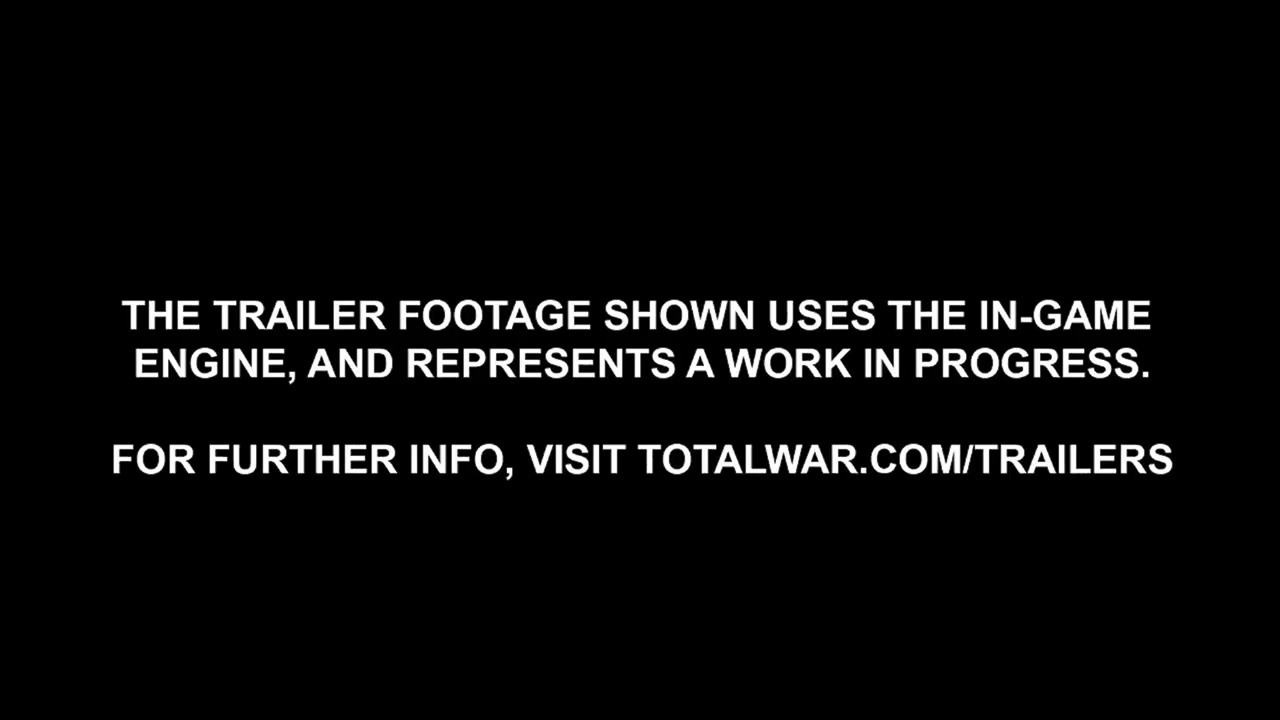 THE TRAILER FOOTAGE SHOWN USES THE IN-GAME
ENGINE, AND REPRESENTS A WORK IN PROGRESS.
FOR FURTHER INFO, VISIT TOTALWAR.COM/TRAILERS